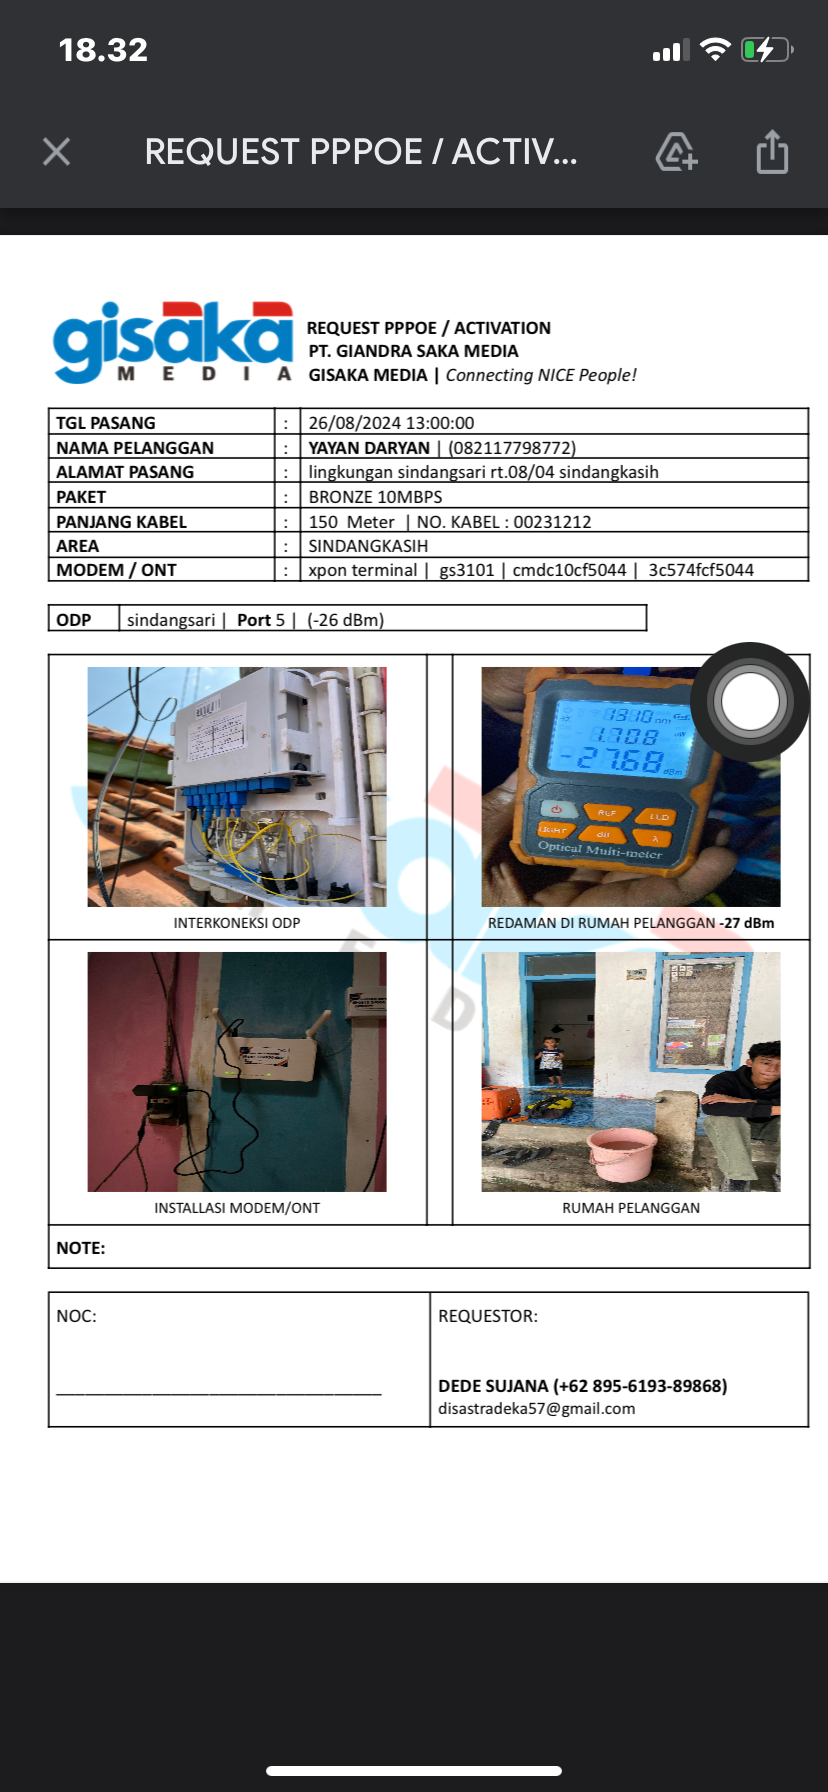 18.32
REQUEST PPPOE / ACTIV...
gisaka
MEDIA
REQUEST PPPOE / ACTIVATION
PT. GIANDRA SAKA MEDIA
GISAKA MEDIA | Connecting NICE People!
TGL PASANG : 26/08/2024 13:00:00
NAMA PELANGGAN : YAYAN DARYAN | (082117798772)
ALAMAT PASANG : lingkungan sindangsari rt.08/04 sindangkasih
PAKET : BRONZE 10MBPS
PANJANG KABEL : 150 Meter | NO. KABEL : 00231212
AREA : SINDANGKASIH
MODEM / ONT : xpon terminal | gs3101 | cmdc10cf5044 | 3c574fcf5044
ODP sindangsari | Port 5 | (-26 dBm)
1310 nm
1.708 uW
-27.68 dBm
REF LLD
LIGHT dB λ
Optical Multi-meter
INTERKONEKSI ODP
REDAMAN DI RUMAH PELANGGAN -27 dBm
INSTALLASI MODEM/ONT
RUMAH PELANGGAN
NOTE:
NOC:
REQUESTOR:
DEDE SUJANA (+62 895-6193-89868)
disastradeka57@gmail.com